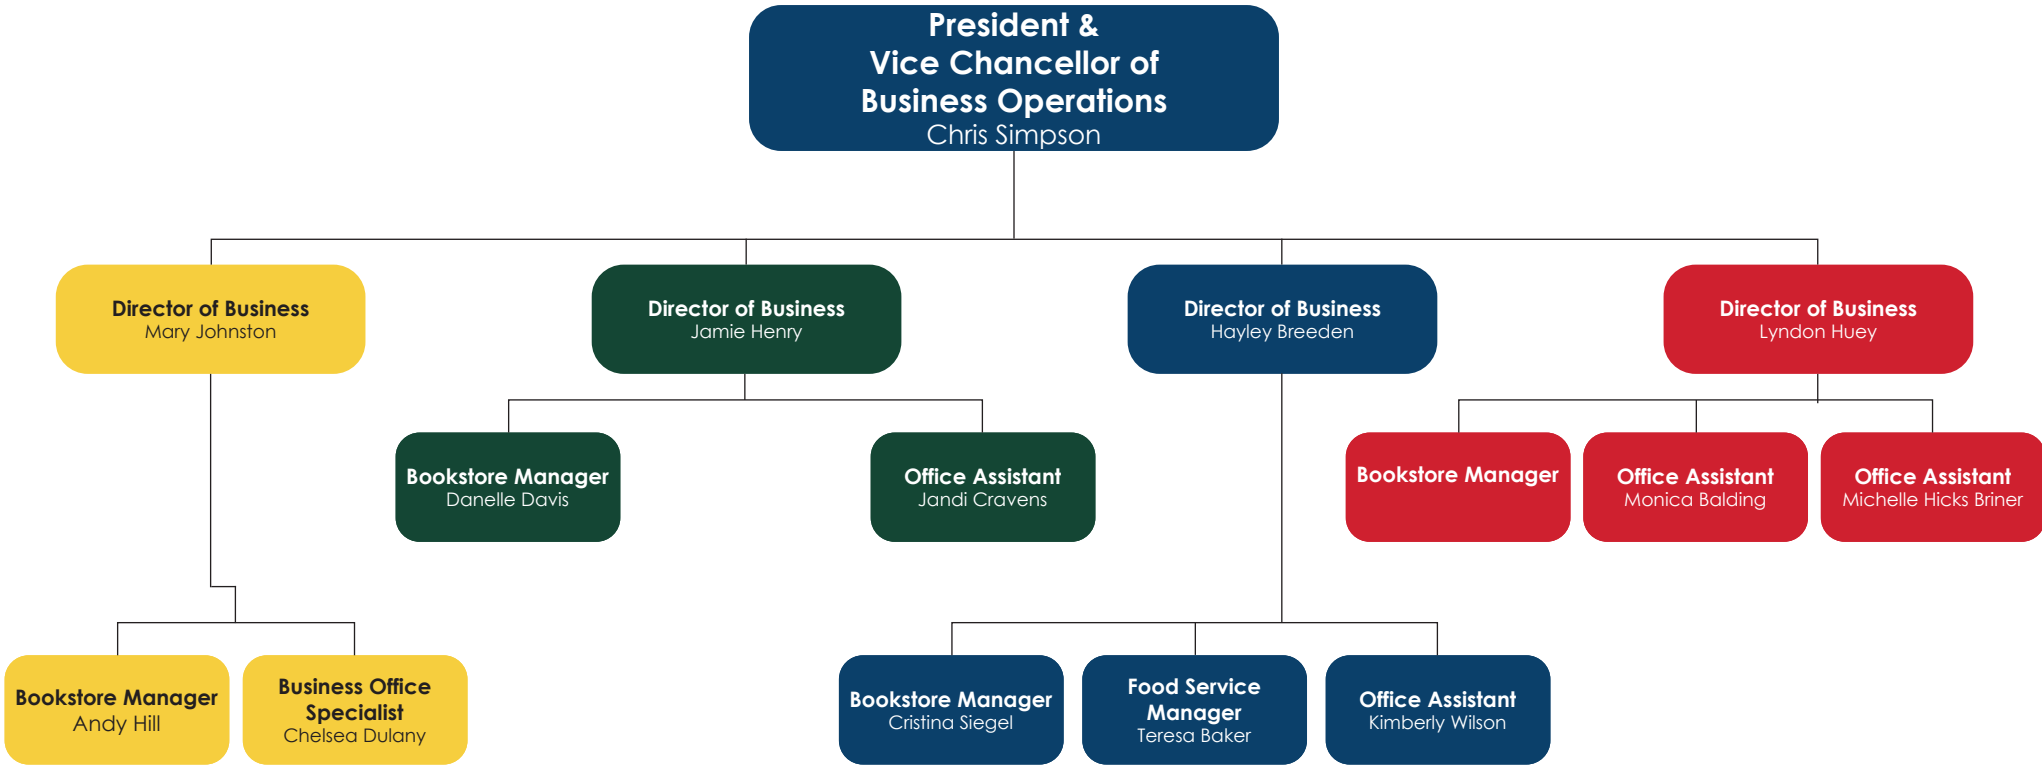 President &
Vice Chancellor of
Business Operations
Chris Simpson
Director of Business
Mary Johnston
Director of Business
Jamie Henry
Director of Business
Hayley Breeden
Director of Business
Lyndon Huey
Bookstore Manager
Danelle Davis
Office Assistant
Jandi Cravens
Bookstore Manager
Office Assistant
Monica Balding
Office Assistant
Michelle Hicks Briner
Bookstore Manager
Andy Hill
Business Office
Specialist
Chelsea Dulany
Bookstore Manager
Cristina Siegel
Food Service
Manager
Teresa Baker
Office Assistant
Kimberly Wilson